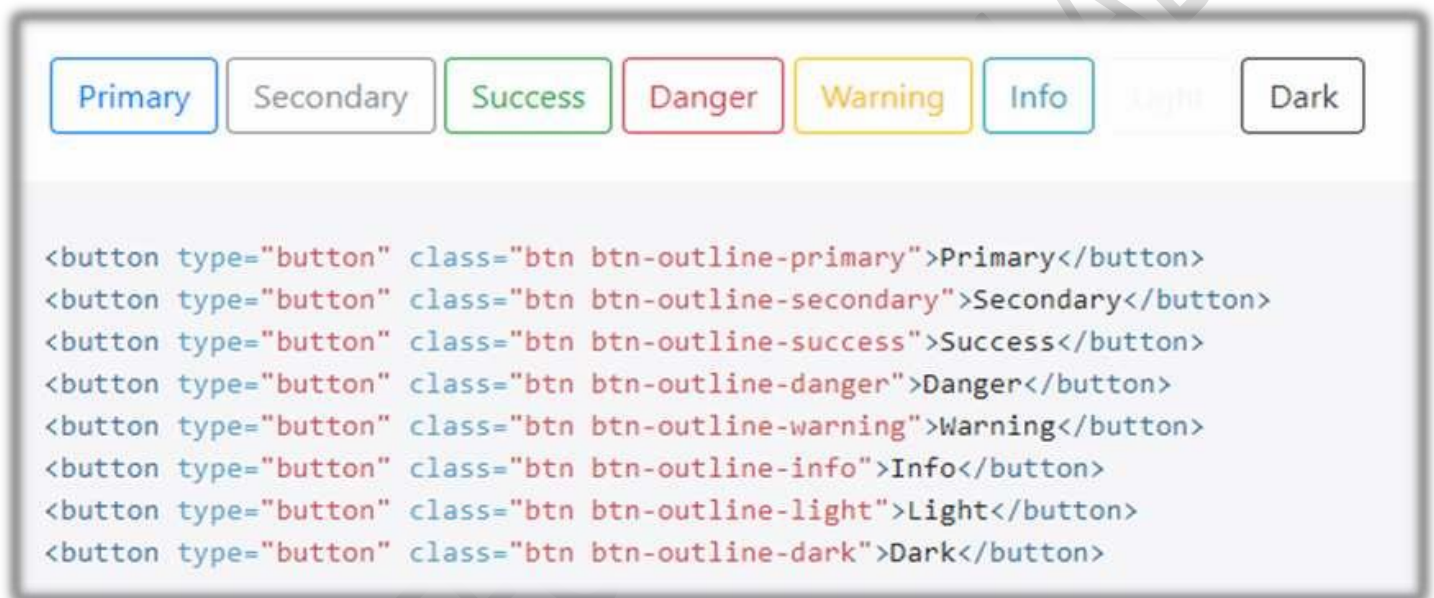 Primary Secondary Success Danger Warning Info Light Dark
<button type="button" class="btn btn-outline-primary">Primary</button>
<button type="button" class="btn btn-outline-secondary">Secondary</button>
<button type="button" class="btn btn-outline-success">Success</button>
<button type="button" class="btn btn-outline-danger">Danger</button>
<button type="button" class="btn btn-outline-warning">Warning</button>
<button type="button" class="btn btn-outline-info">Info</button>
<button type="button" class="btn btn-outline-light">Light</button>
<button type="button" class="btn btn-outline-dark">Dark</button>